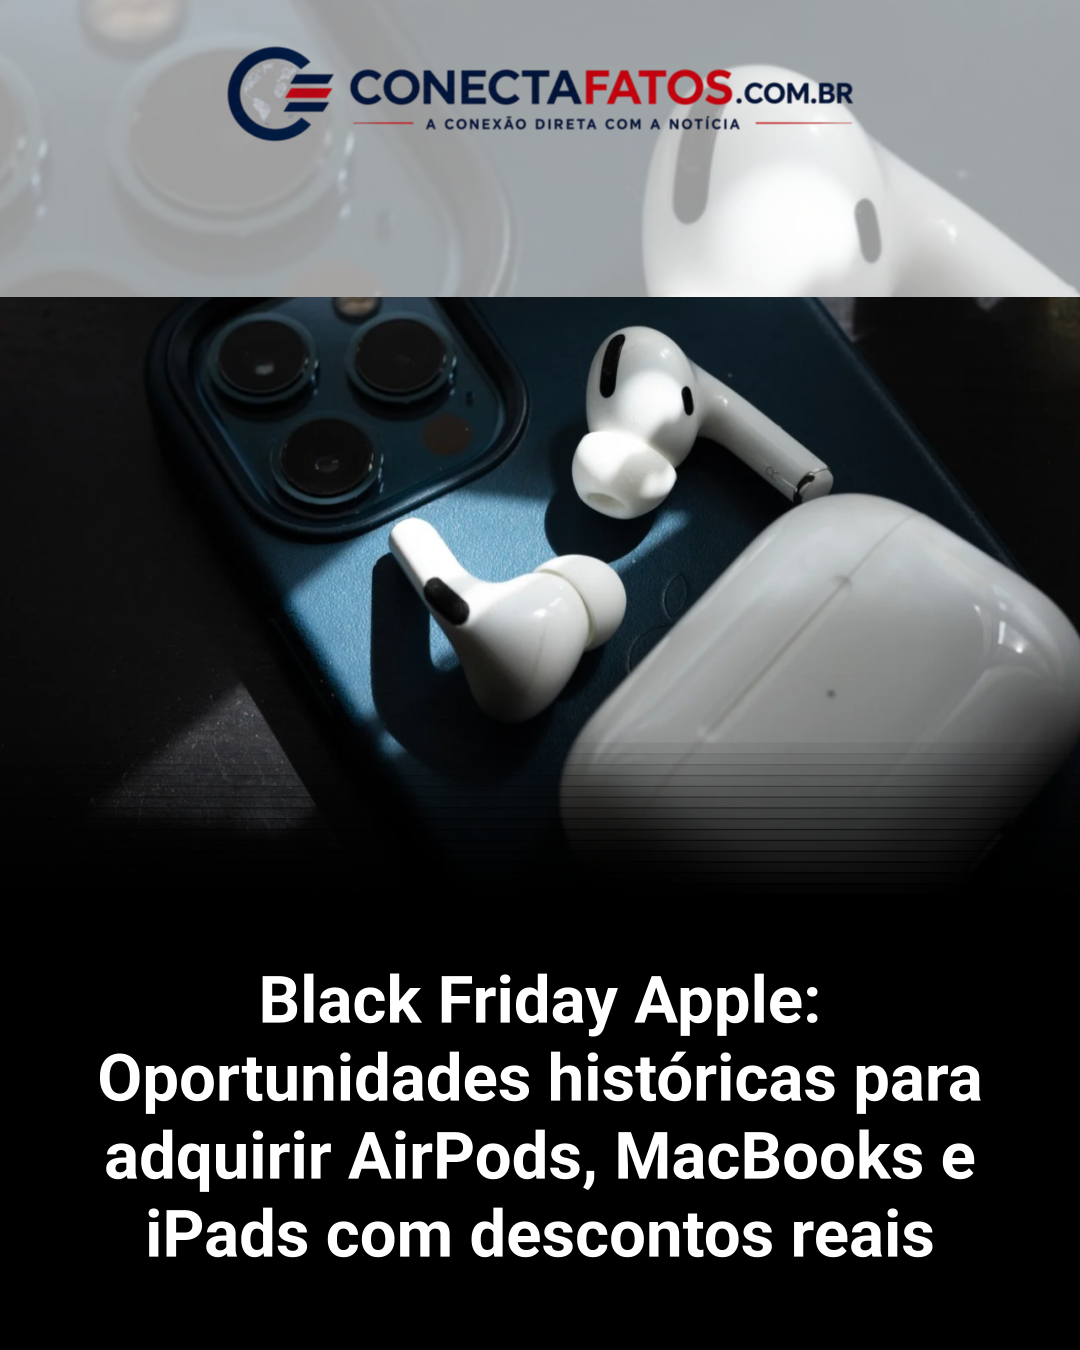 CONECTAFATOS.COM.BR
A CONEXÃO DIRETA COM A NOTÍCIA
Black Friday Apple:
Oportunidades históricas para
adquirir AirPods, MacBooks e
iPads com descontos reais